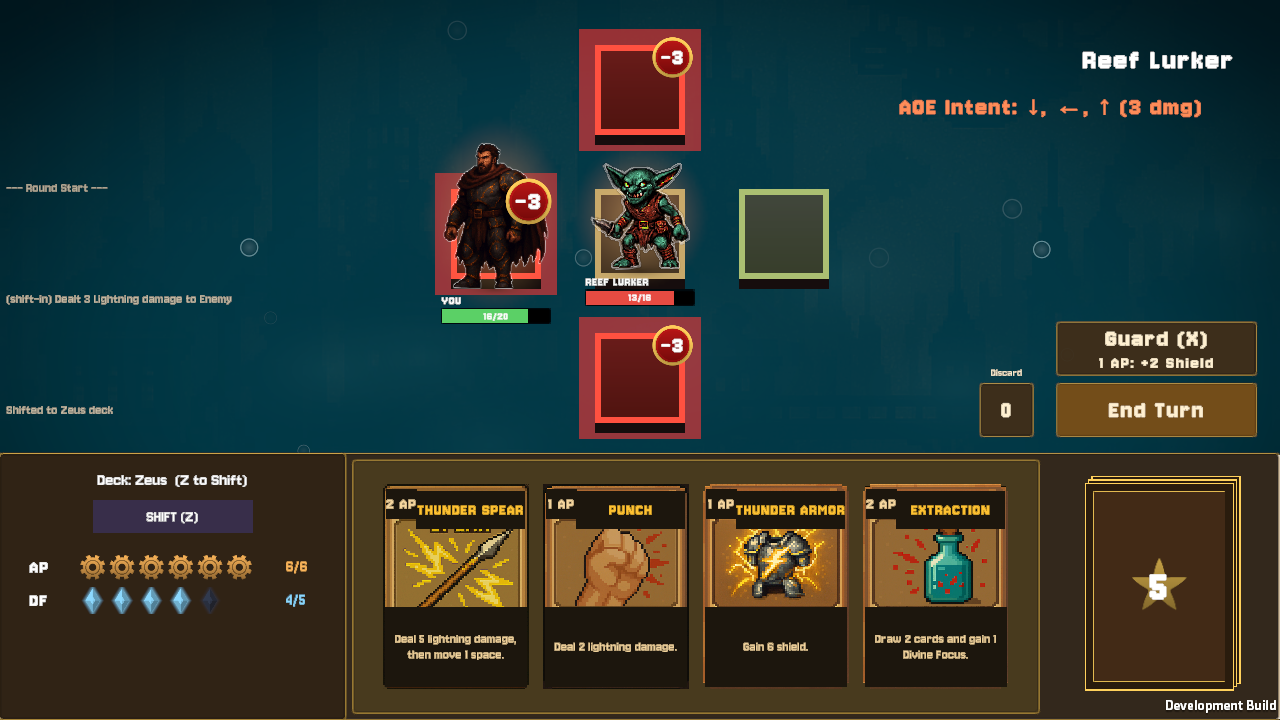 -3
Reef Lurker
AOE Intent: ↓, ←, ↑ (3 dmg)
--- Round Start ---
-3
REEF LURKER
13/16
YOU
16/20
(shift-in) Dealt 3 Lightning damage to Enemy
-3
Guard (X)
1 AP: +2 Shield
Discard
0
End Turn
Shifted to Zeus deck
Deck: Zeus (Z to Shift)
SHIFT (Z)
AP
6/6
DF
4/5
2 AP
THUNDER SPEAR
Deal 5 lightning damage,
then move 1 space.
1 AP
PUNCH
Deal 2 lightning damage.
1 AP
THUNDER ARMOR
Gain 6 shield.
2 AP
EXTRACTION
Draw 2 cards and gain 1
Divine Focus.
5
Development Build